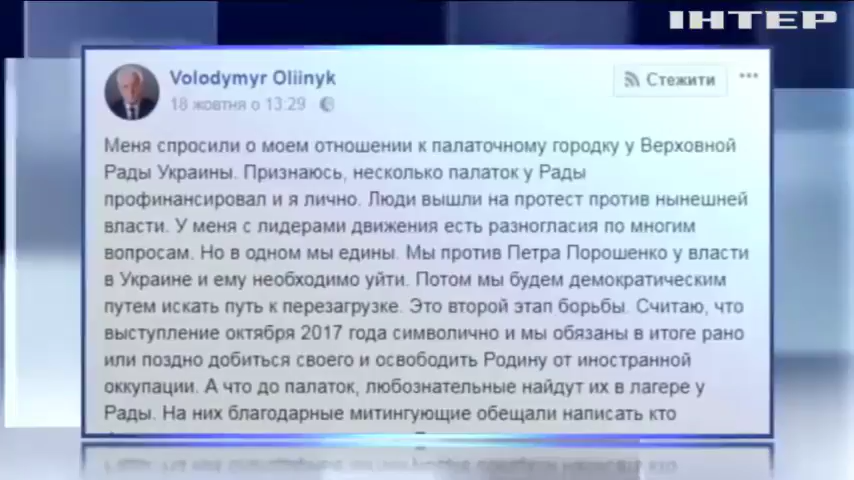 ІНТЕР
Volodymyr Oliinyk
Стежити
18 жовтня о 13:29
Меня спросили о моем отношении к палаточному городку у Верховной
Рады Украины. Признаюсь, несколько палаток у Рады
профинансировал и я лично. Люди вышли на протест против нынешней
власти. У меня с лидерами движения есть разногласия по многим
вопросам. Но в одном мы едины. Мы против Петра Порошенко у власти
в Украине и ему необходимо уйти. Потом мы будем демократическим
путем искать путь к перезагрузке. Это второй этап борьбы. Считаю, что
выступление октября 2017 года символично и мы обязаны в итоге рано
или поздно добиться своего и освободить Родину от иностранной
оккупации. А что до палаток, любознательные найдут их в лагере у
Рады. На них благодарные митингующие обещали написать кто